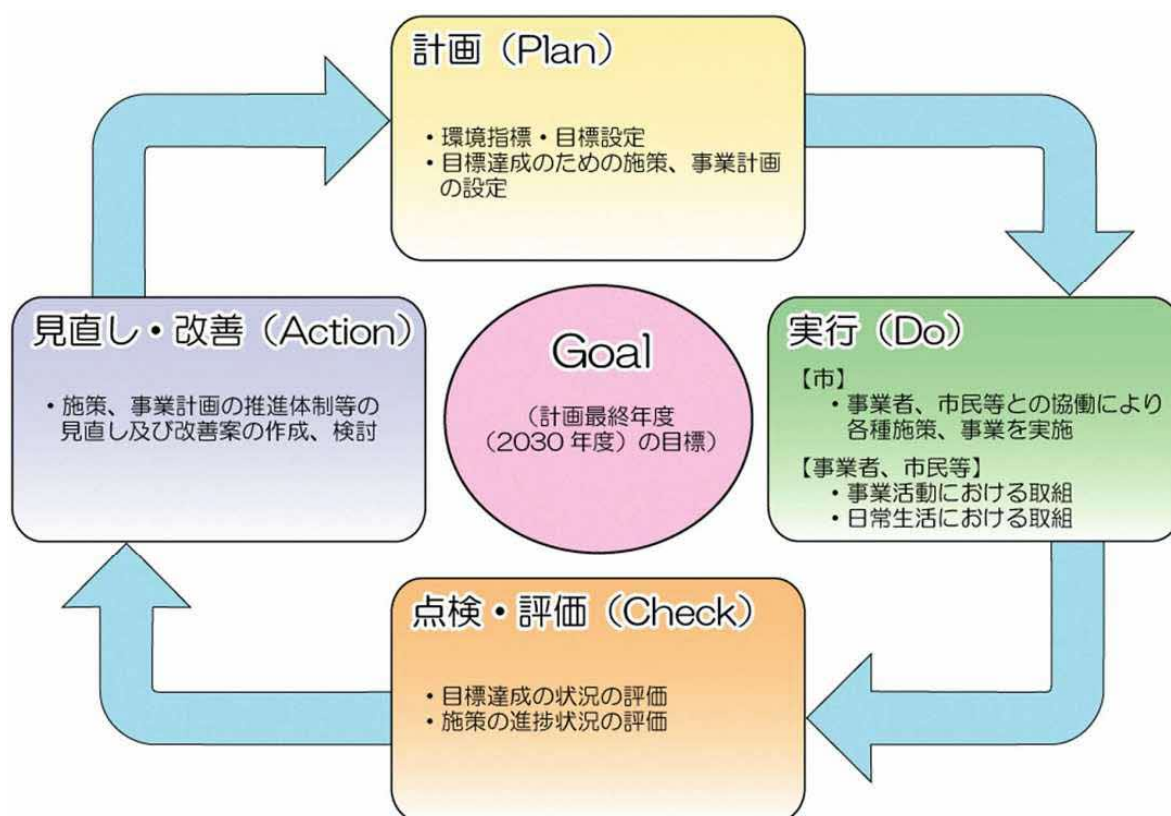 計画（Plan）
・環境指標・目標設定
・目標達成のための施策、事業計画
の設定
実行（Do）
【市】
・事業者、市民等との協働により
各種施策、事業を実施
【事業者、市民等】
・事業活動における取組
・日常生活における取組
点検・評価（Check）
・目標達成の状況の評価
・施策の進捗状況の評価
見直し・改善（Action）
・施策、事業計画の推進体制等の
見直し及び改善案の作成、検討
Goal
（計画最終年度
（2030 年度）の目標）